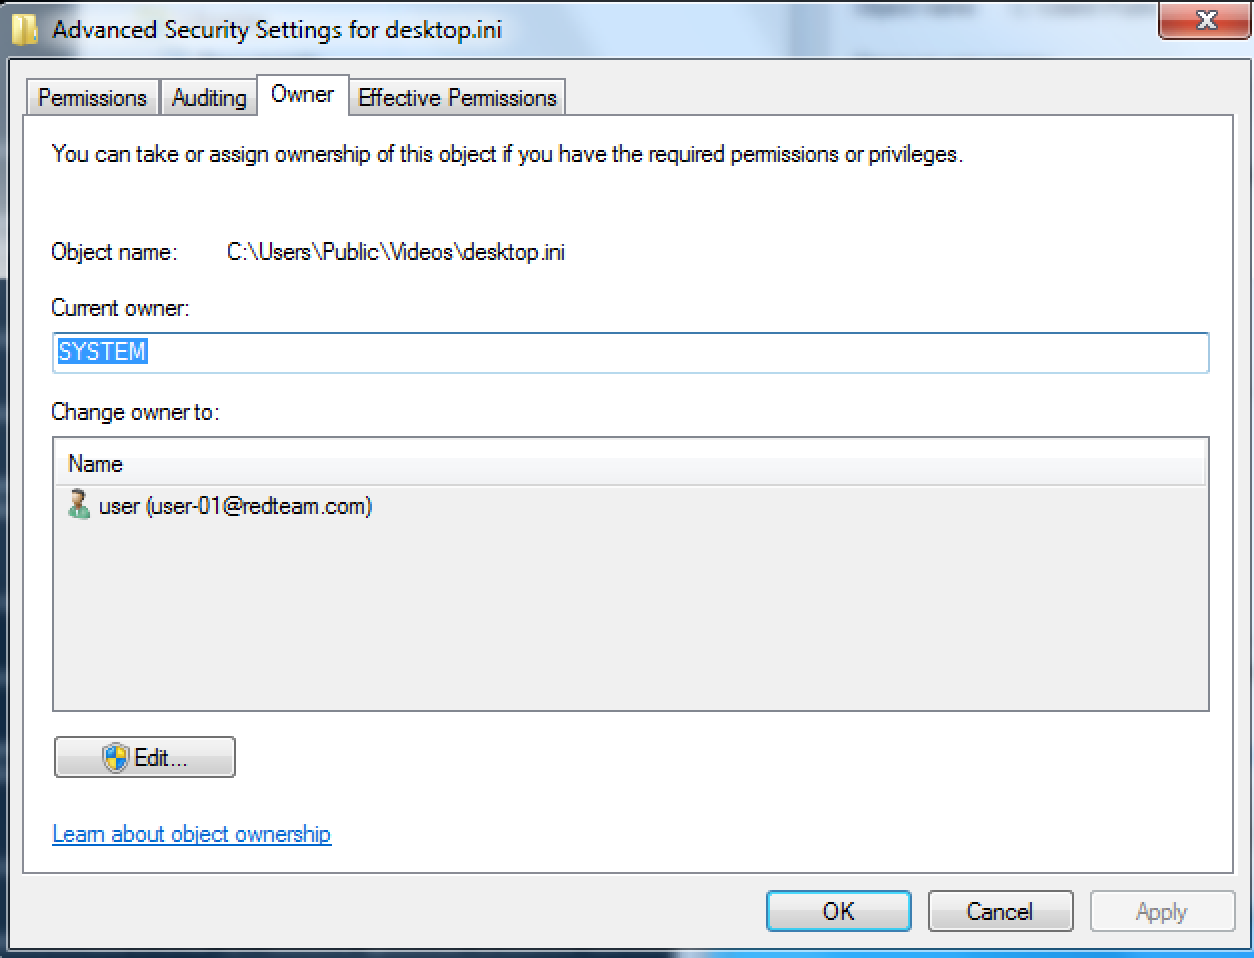 Advanced Security Settings for desktop.ini
X
Permissions Auditing Owner Effective Permissions
You can take or assign ownership of this object if you have the required permissions or privileges.
Object name: C:\Users\Public\Videos\desktop.ini
Current owner:
SYSTEM
Change owner to:
Name
user (user-01@redteam.com)
Edit...
Learn about object ownership
OK Cancel Apply